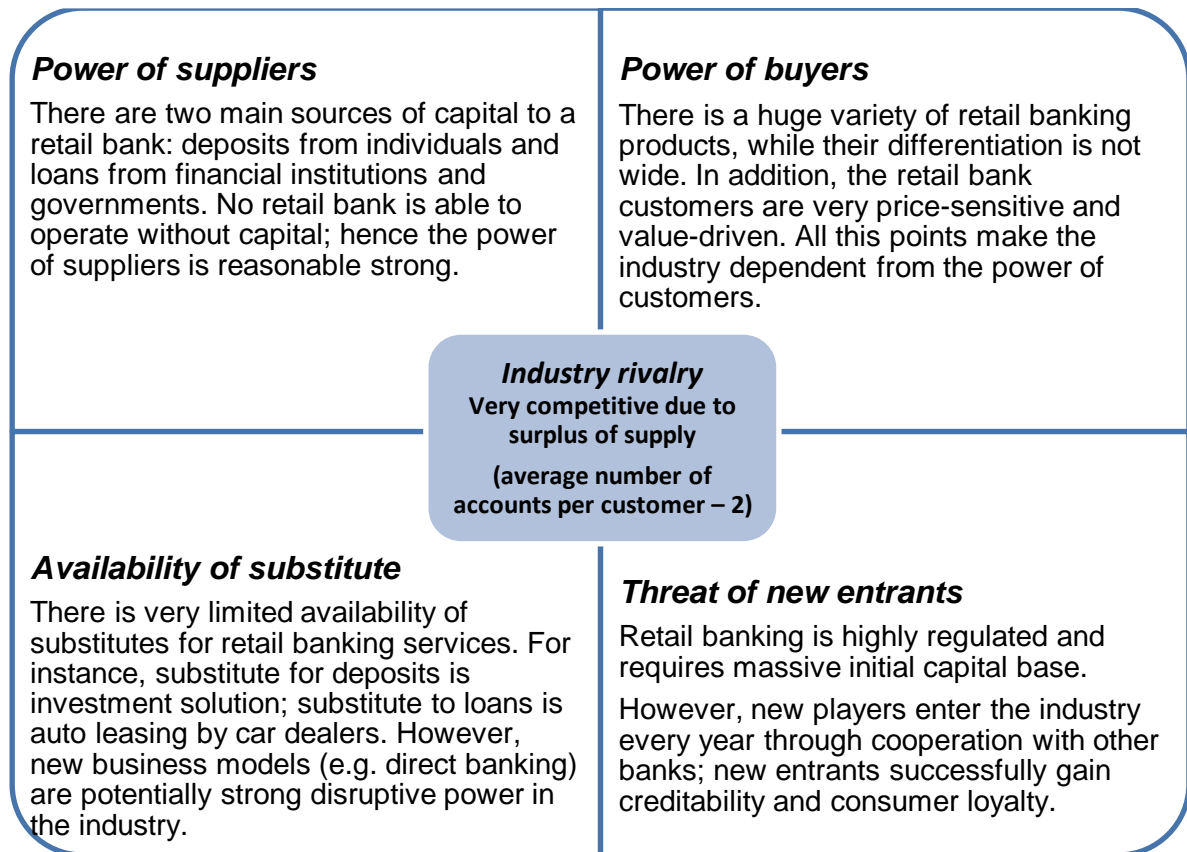 Power of suppliers
There are two main sources of capital to a
retail bank: deposits from individuals and
loans from financial institutions and
governments. No retail bank is able to
operate without capital; hence the power
of suppliers is reasonable strong.
Power of buyers
There is a huge variety of retail banking
products, while their differentiation is not
wide. In addition, the retail bank
customers are very price-sensitive and
value-driven. All this points make the
industry dependent from the power of
customers.
Industry rivalry
Very competitive due to
surplus of supply
(average number of
accounts per customer – 2)
Availability of substitute
There is very limited availability of
substitutes for retail banking services. For
instance, substitute for deposits is
investment solution; substitute to loans is
auto leasing by car dealers. However,
new business models (e.g. direct banking)
are potentially strong disruptive power in
the industry.
Threat of new entrants
Retail banking is highly regulated and
requires massive initial capital base.
However, new players enter the industry
every year through cooperation with other
banks; new entrants successfully gain
creditability and consumer loyalty.